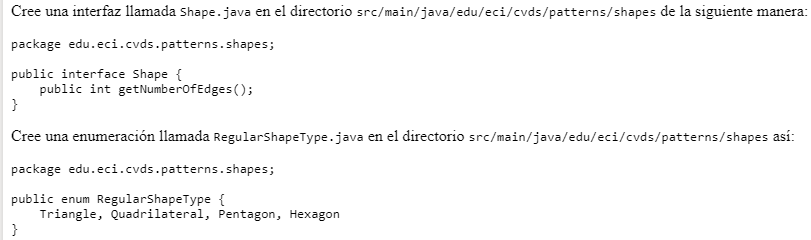 Cree una interfaz llamada Shape.java en el directorio src/main/java/edu/eci/cvds/patterns/shapes de la siguiente manera:
package edu.eci.cvds.patterns.shapes;
public interface Shape {
    public int getNumberOfEdges();
}
Cree una enumeración llamada RegularShapeType.java en el directorio src/main/java/edu/eci/cvds/patterns/shapes así:
package edu.eci.cvds.patterns.shapes;
public enum RegularShapeType {
    Triangle, Quadrilateral, Pentagon, Hexagon
}